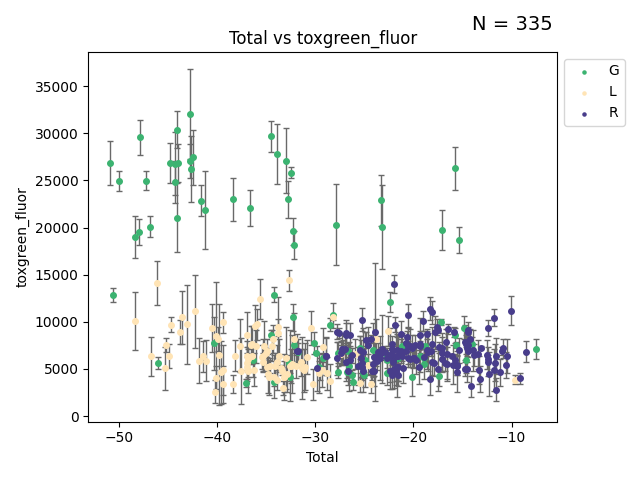 N = 335
Total vs toxgreen_fluor
toxgreen_fluor
35000
30000
25000
20000
15000
10000
5000
0
−50
−40
−30
−20
−10
Total
G
L
R